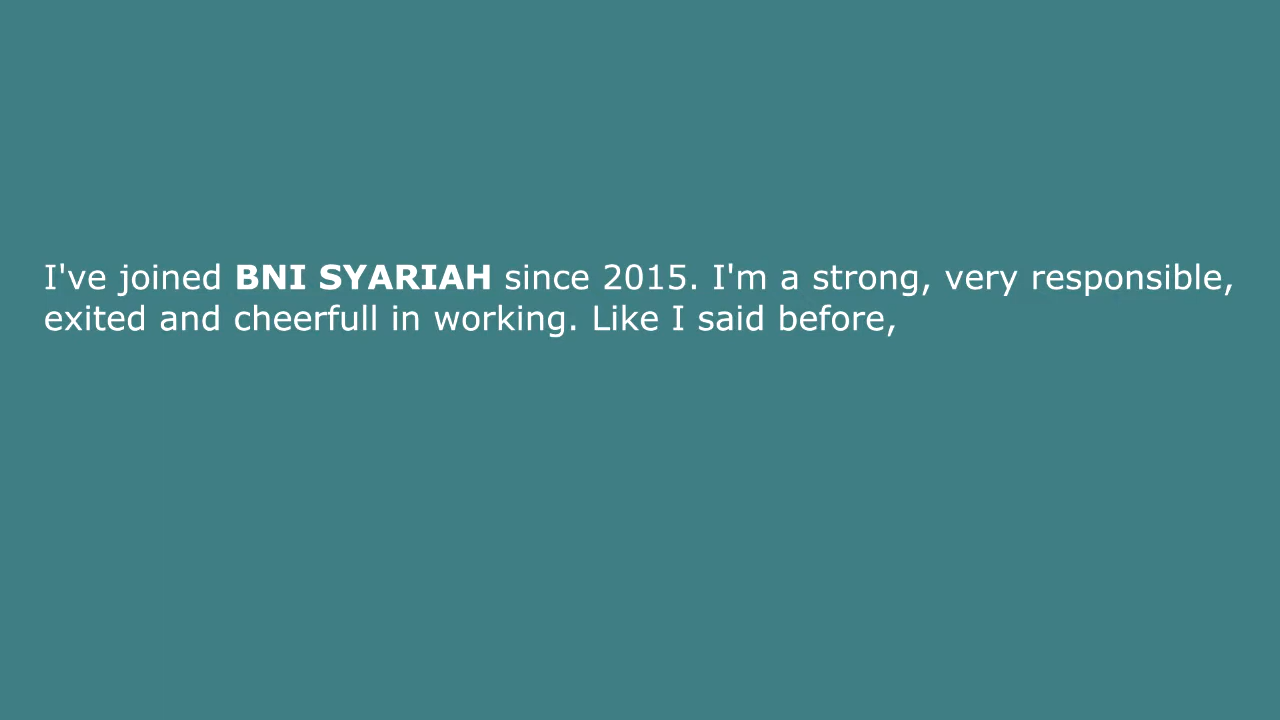 I've joined BNI SYARIAH since 2015. I'm a strong, very responsible,
exited and cheerfull in working. Like I said before,